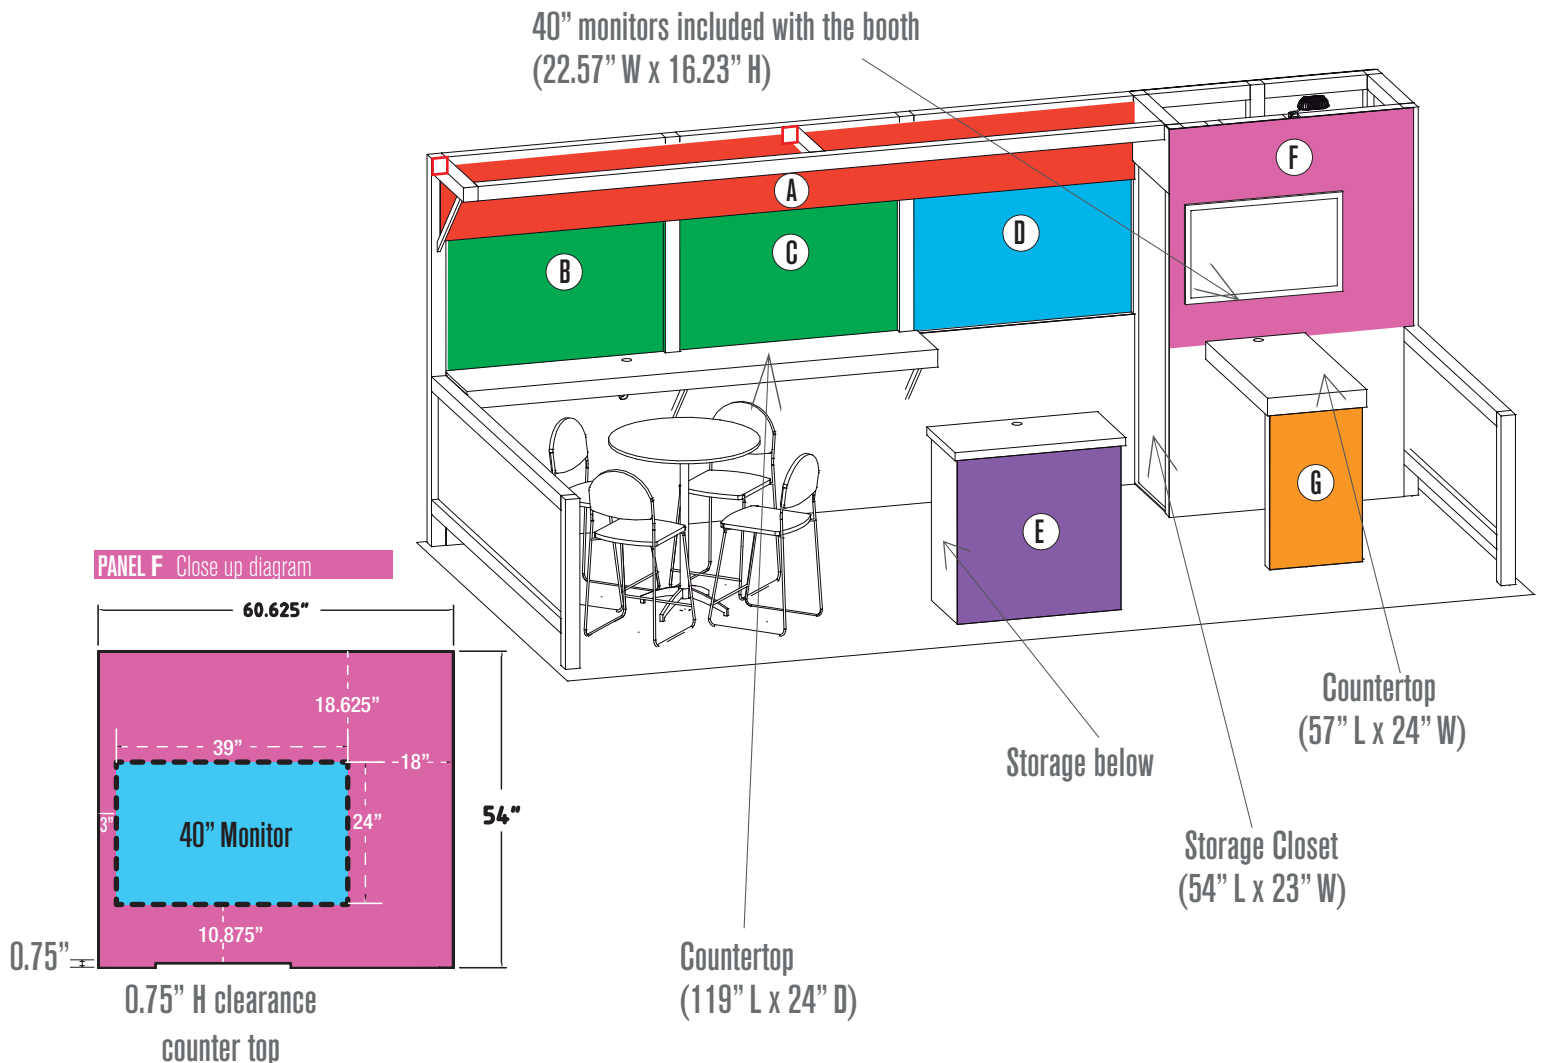 40” monitors included with the booth
(22.57” W x 16.23” H)
F
A
D
B
C
G
E
PANEL F Close up diagram
60.625”
18.625”
39”
18”
3”
40” Monitor
24”
54”
10.875”
0.75”
0.75” H clearance
counter top
Countertop
(57” L x 24” W)
Storage below
Storage Closet
(54” L x 23” W)
Countertop
(119” L x 24” D)